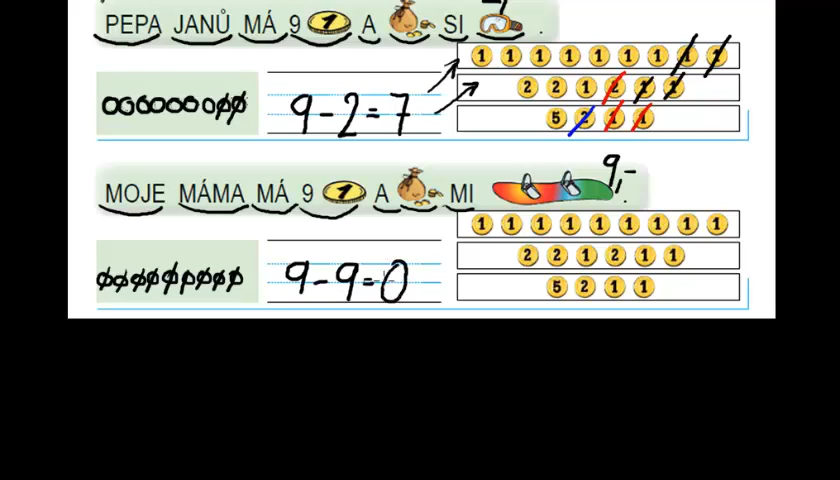 PEPA JANŮ MÁ 9 1 A SI .
1 1 1 1 1 1 1 1 1
2 2 1 2 1 1
9-2=7
5 2 1 1
9,-
MOJE MÁMA MÁ 9 1 A MI .
1 1 1 1 1 1 1 1 1
2 2 1 2 1 1
9-9=0
5 2 1 1